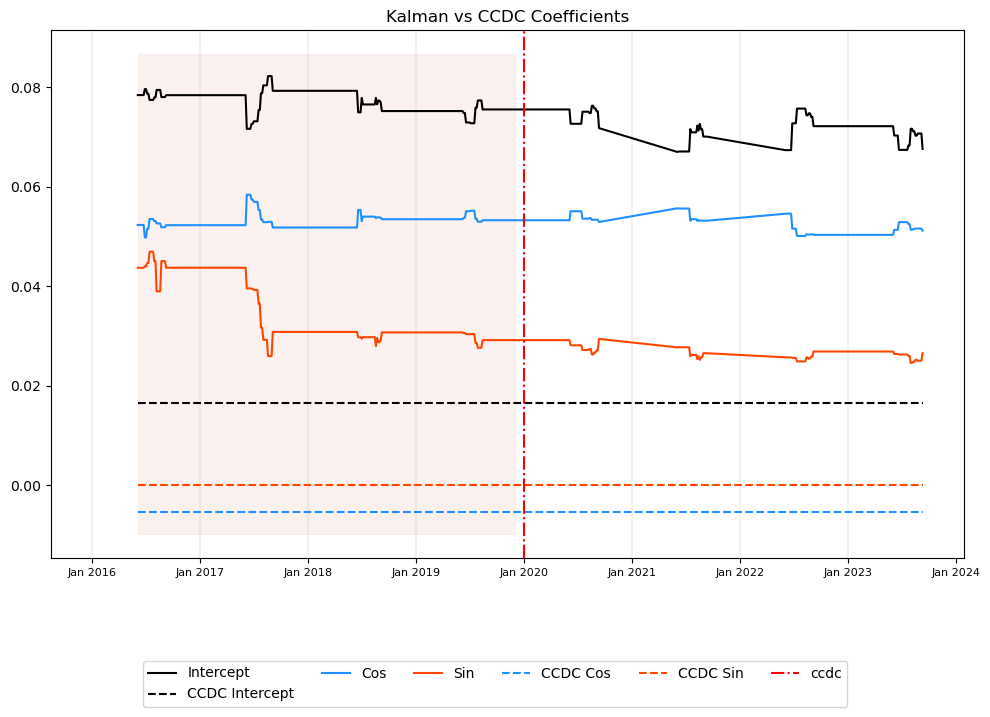 Kalman vs CCDC Coefficients
0.08
0.06
0.04
0.02
0.00
Jan 2016 Jan 2017 Jan 2018 Jan 2019 Jan 2020 Jan 2021 Jan 2022 Jan 2023 Jan 2024
Intercept Cos Sin CCDC Cos CCDC Sin ccdc
CCDC Intercept